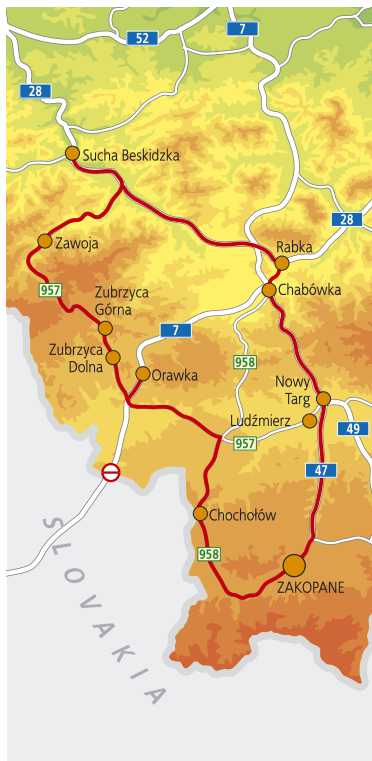 7
52
28
Sucha Beskidzka
28
Zawoja
Rabka
957
Chabówka
Zubrzyca
Górna
7
Zubrzyca
Dolna
958
Orawka
Nowy
Targ
Ludźmierz
49
957
47
Chochołów
SLOVAKIA
958
ZAKOPANE